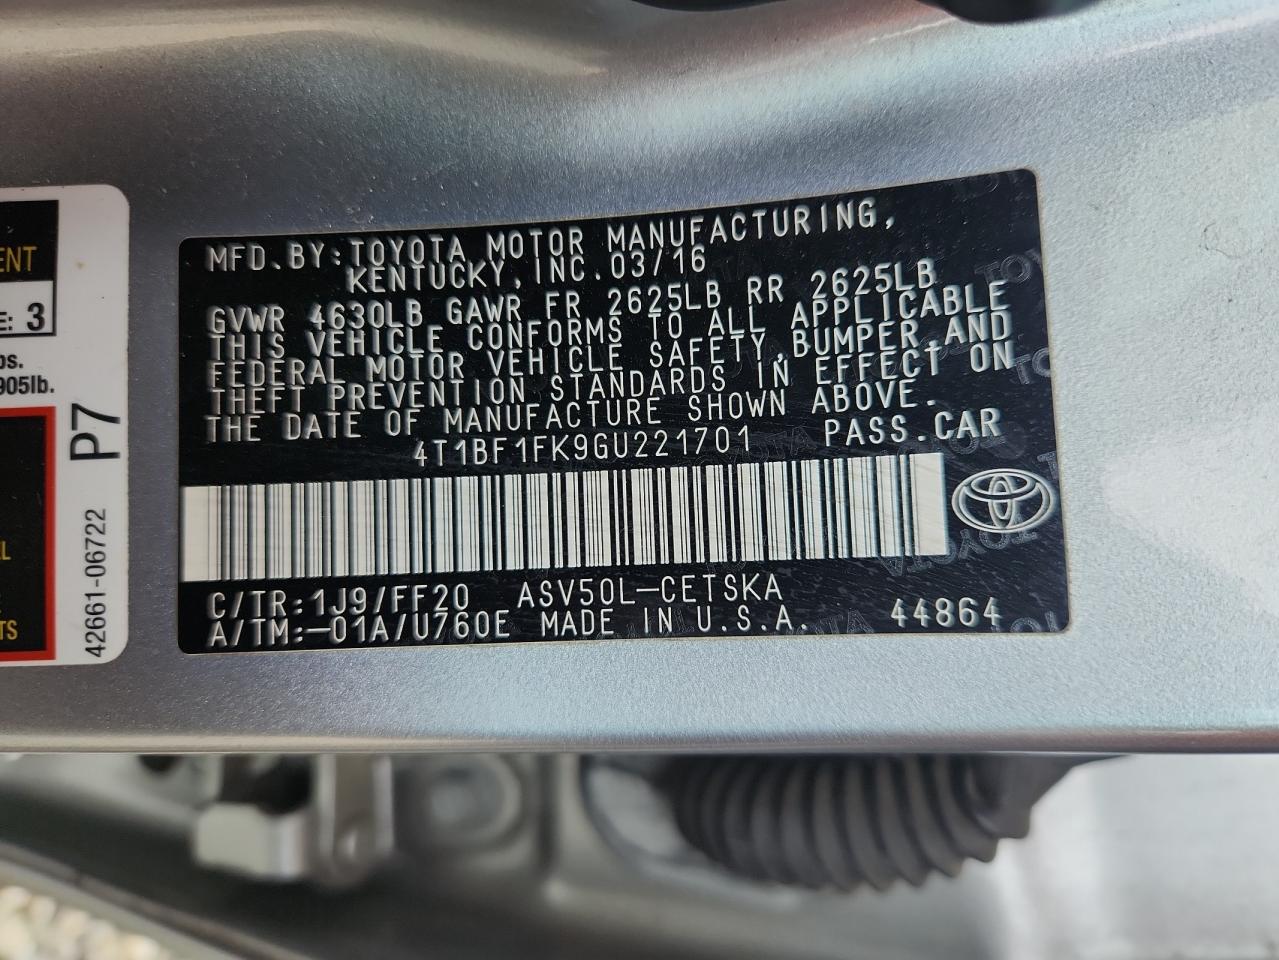 ENT
E: 3
bs.
905lb.
P7
42661-06722
L
TS
MFD.BY:TOYOTA MOTOR MANUFACTURING,
KENTUCKY, INC.03/16
GVWR 4630LB GAWR FR 2625LB RR 2625LB
THIS VEHICLE CONFORMS TO ALL APPLICABLE
FEDERAL MOTOR VEHICLE SAFETY,BUMPER,AND
THEFT PREVENTION STANDARDS IN EFFECT ON
THE DATE OF MANUFACTURE SHOWN ABOVE.
4T1BF1FK9GU221701 PASS.CAR
C/TR:1J9/FF20 ASV50L-CETSKA
A/TM:-01A/U760E MADE IN U.S.A. 44864